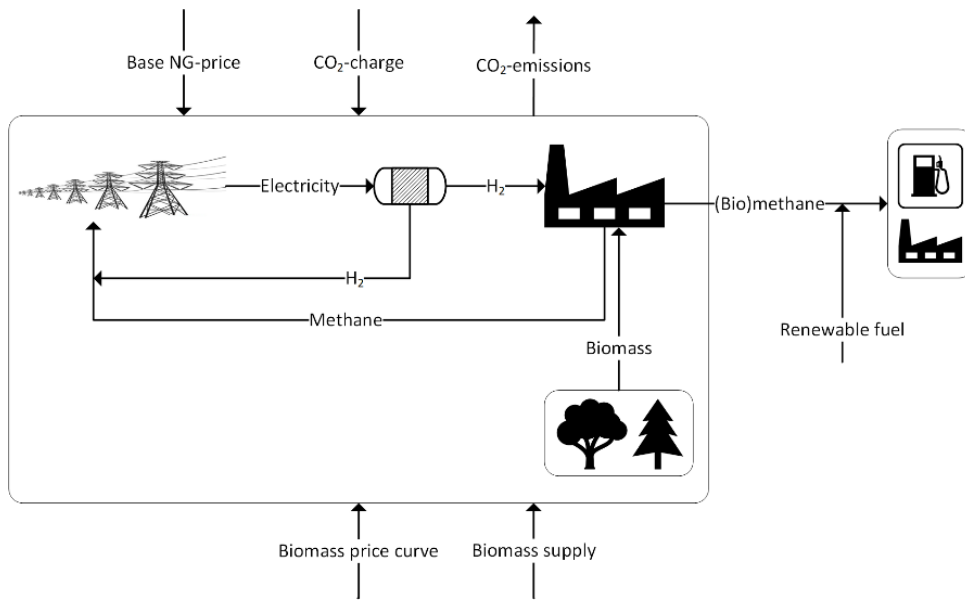 Base NG-price
CO₂-charge
CO₂-emissions
Electricity
H₂
(Bio)methane
H₂
Methane
Renewable fuel
Biomass
Biomass price curve
Biomass supply